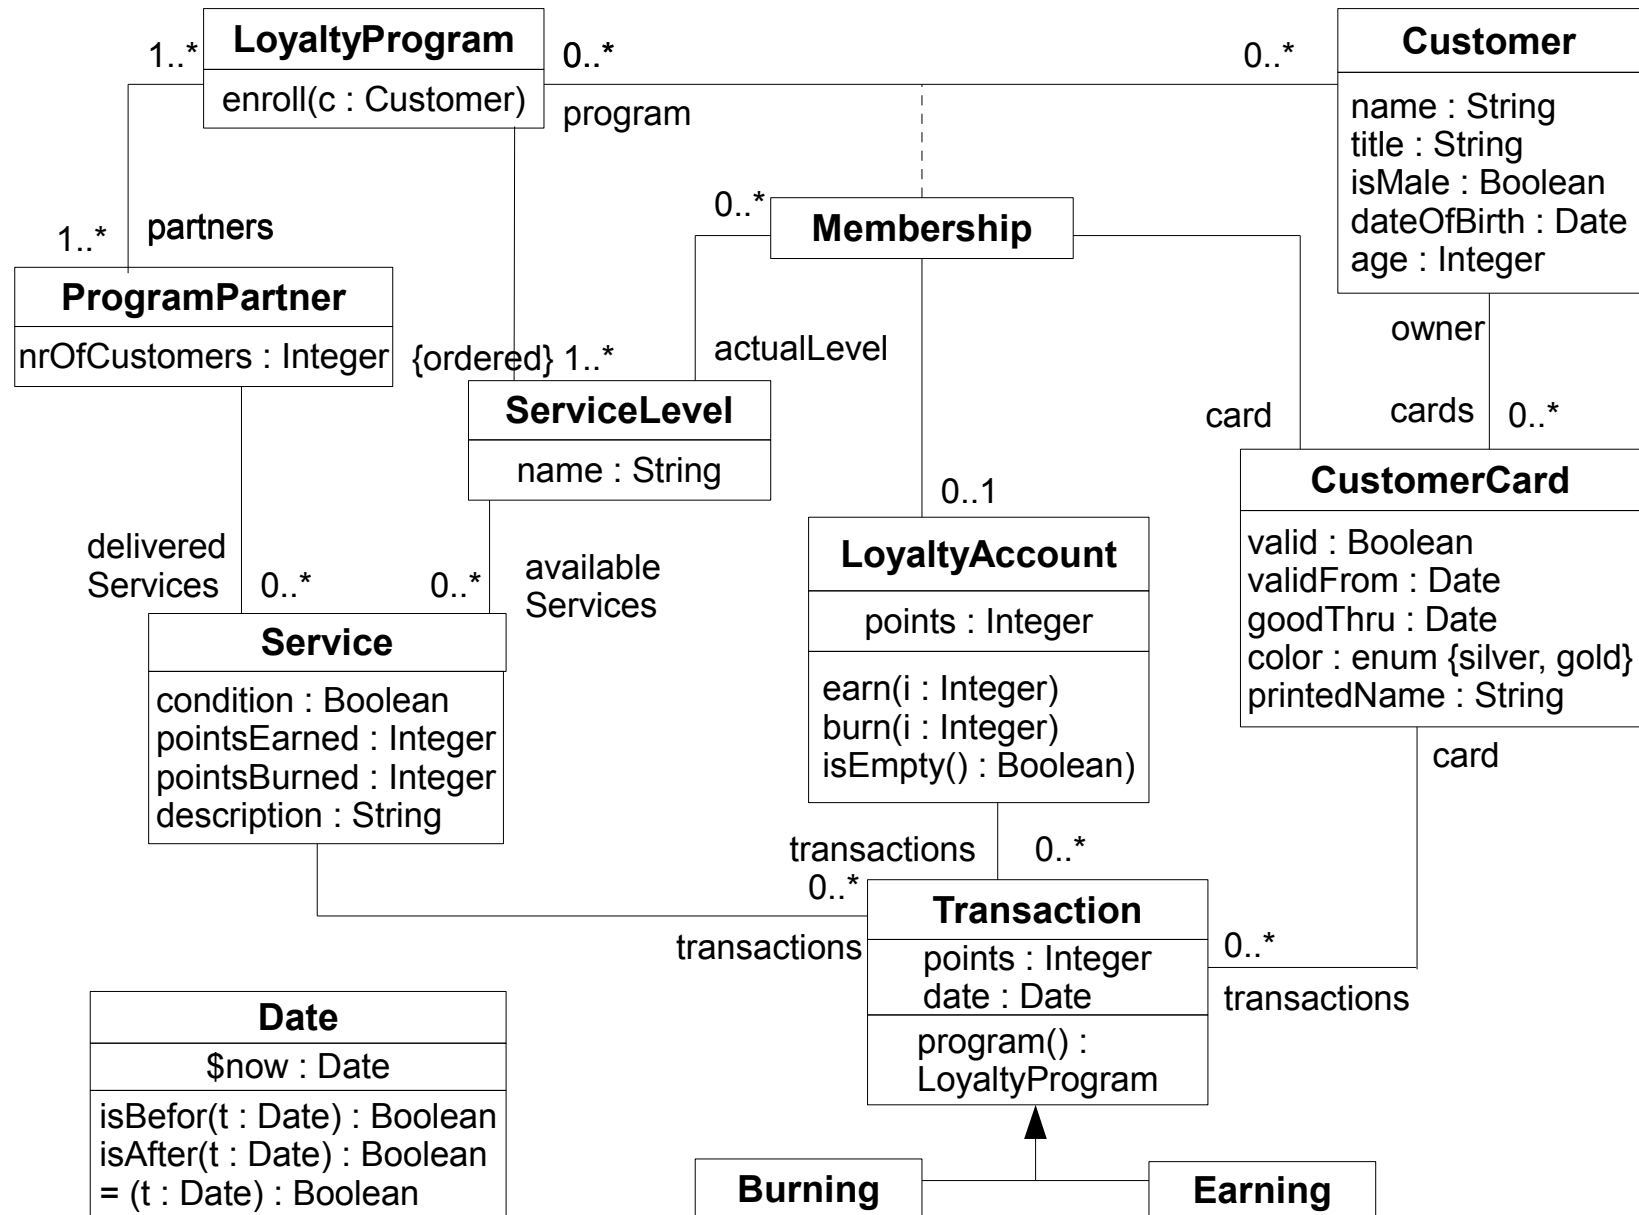 LoyaltyProgram
enroll(c : Customer)
1..*
0..*
program
0..*
Customer
name : String
title : String
isMale : Boolean
dateOfBirth : Date
age : Integer
0..*
Membership
1..*
partners
ProgramPartner
nrOfCustomers : Integer
{ordered} 1..*
actualLevel
owner
ServiceLevel
name : String
card
cards
0..*
CustomerCard
valid : Boolean
validFrom : Date
goodThru : Date
color : enum {silver, gold}
printedName : String
0..1
LoyaltyAccount
points : Integer
earn(i : Integer)
burn(i : Integer)
isEmpty() : Boolean)
delivered
Services
0..*
0..*
available
Services
Service
condition : Boolean
pointsEarned : Integer
pointsBurned : Integer
description : String
card
transactions
0..*
0..*
transactions
Transaction
points : Integer
date : Date
program() :
LoyaltyProgram
0..*
transactions
Date
$now : Date
isBefor(t : Date) : Boolean
isAfter(t : Date) : Boolean
= (t : Date) : Boolean
Burning
Earning